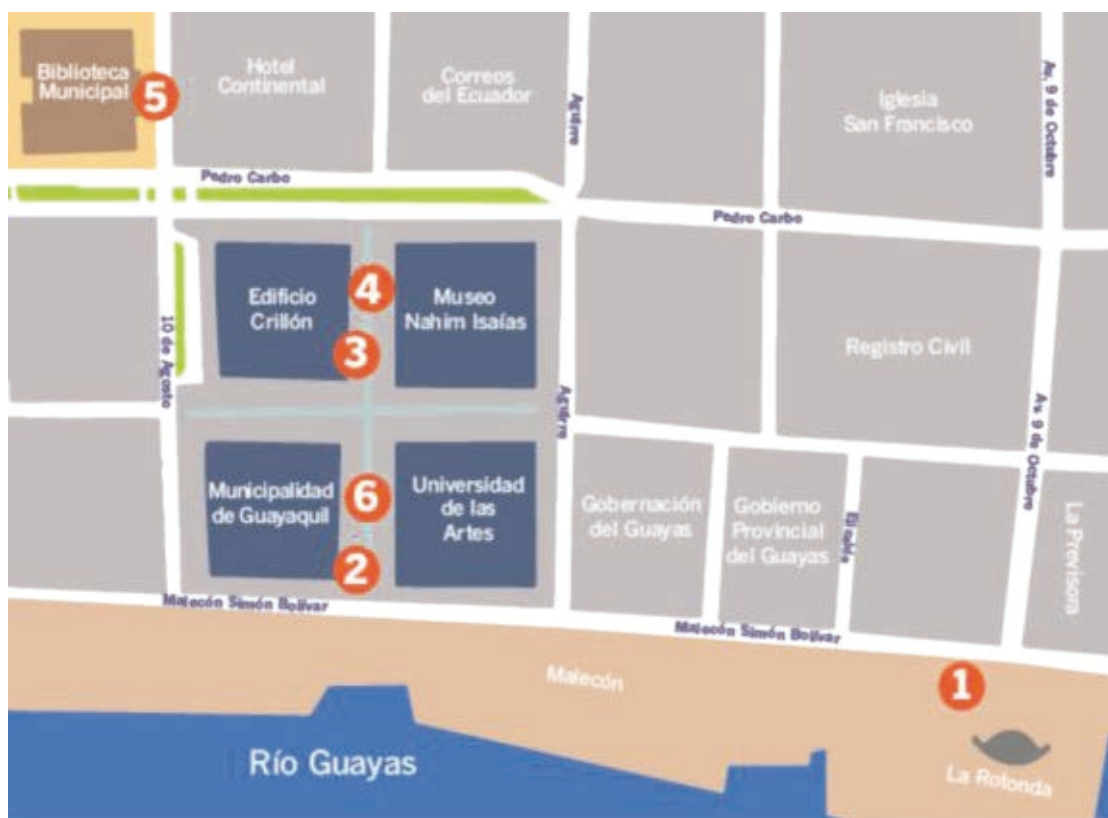 Biblioteca
Municipal
5
Hotel
Continental
Correos
del Ecuador
Aguirre
Iglesia
San Francisco
Av. 9 de Octubre
Pedro Carbo
Pedro Carbo
10 de Agosto
Edificio
Crillón
4
3
Museo
Nahim Isaías
Aguirre
Registro Civil
Av. 9 de Octubre
Municipalidad
de Guayaquil
6
2
Universidad
de las
Artes
Gobernación
del Guayas
Gobierno
Provincial
del Guayas
Elizalde
La Previsora
Malecón Simón Bolívar
Malecón Simón Bolívar
Malecón
1
Río Guayas
La Rotonda